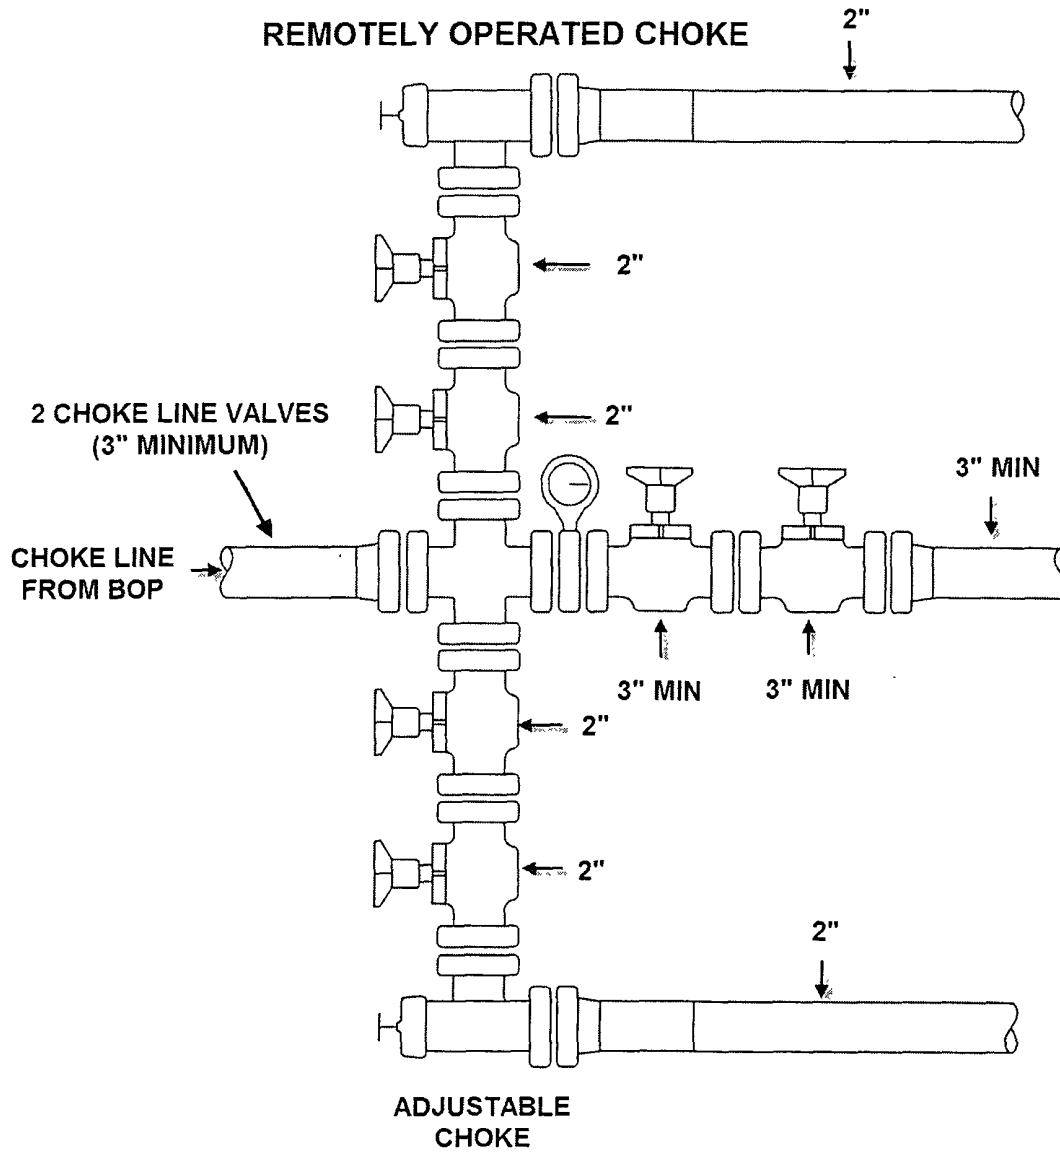 REMOTELY OPERATED CHOKE
2"
2"
2"
2 CHOKE LINE VALVES
(3" MINIMUM)
3" MIN
CHOKE LINE
FROM BOP
3" MIN
3" MIN
2"
2"
2"
ADJUSTABLE
CHOKE